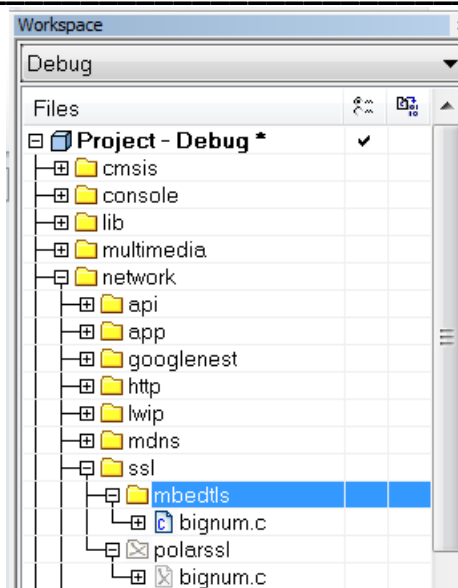 Workspace
Debug
Files
Project - Debug *
cmsis
console
lib
multimedia
network
api
app
googlenest
http
lwip
mdns
ssl
mbedtls
bignum.c
polarssl
bignum.c